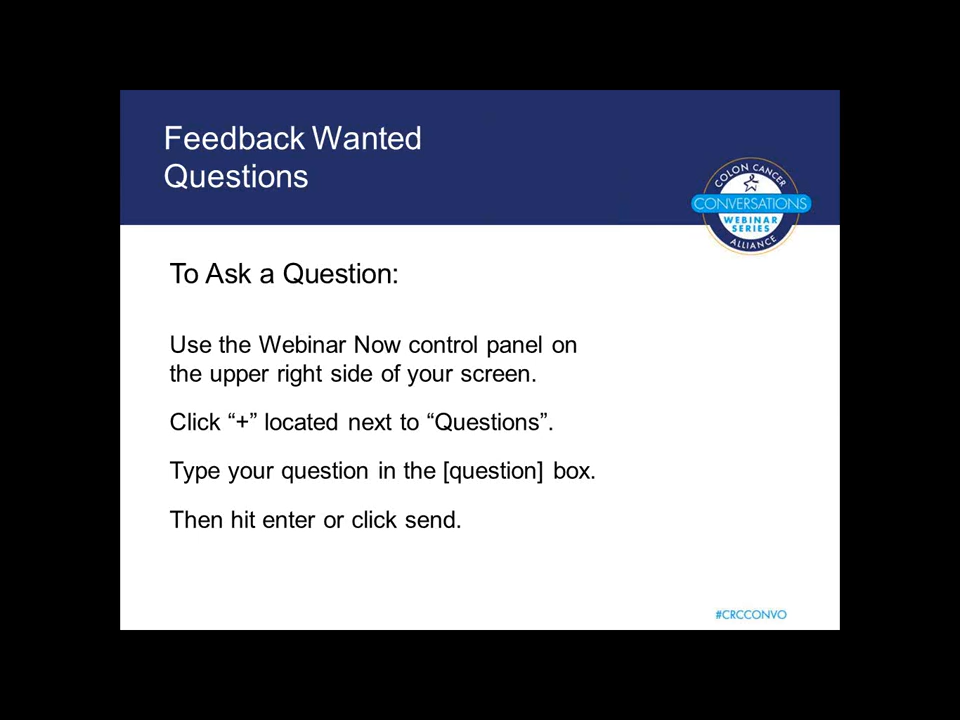 Feedback Wanted
Questions
COLON CANCER
CONVERSATIONS
WEBINAR
SERIES
ALLIANCE
To Ask a Question:
Use the Webinar Now control panel on
the upper right side of your screen.
Click “+” located next to “Questions”.
Type your question in the [question] box.
Then hit enter or click send.
#CRCCONVO